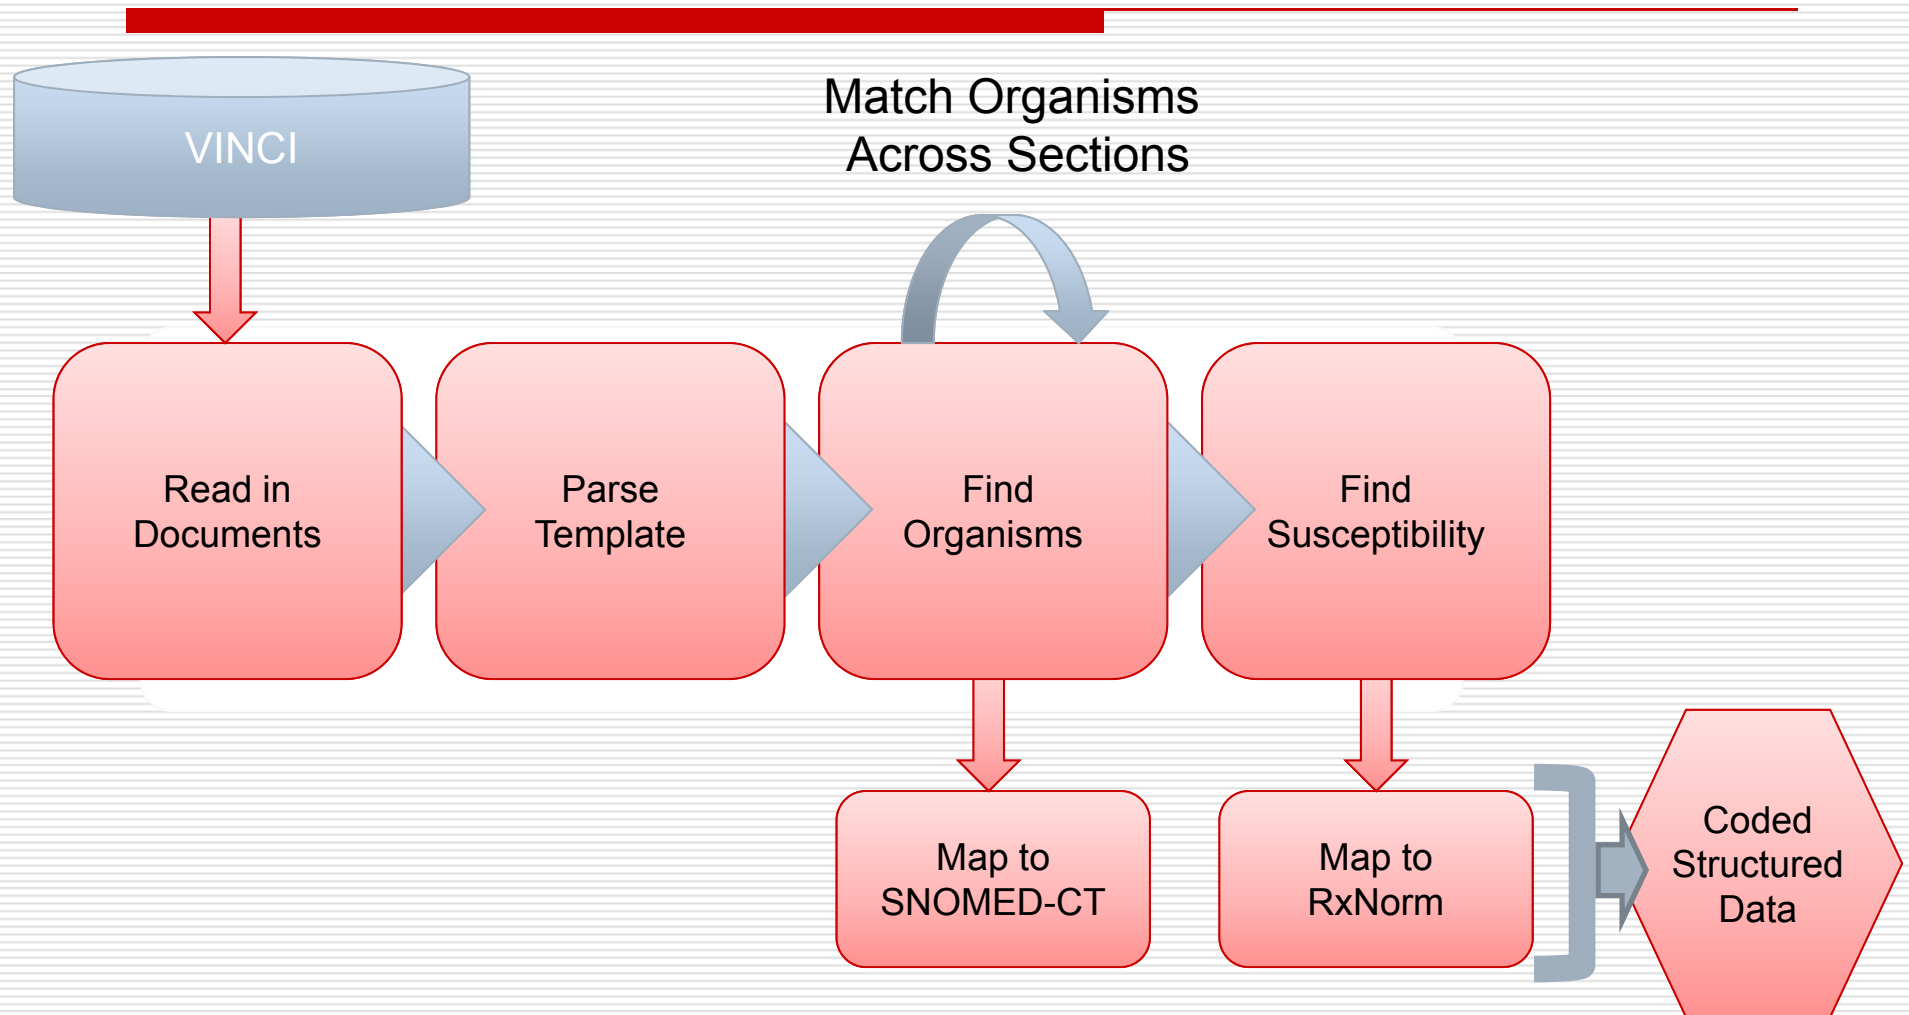 VINCI
Match Organisms
Across Sections
Read in
Documents
Parse
Template
Find
Organisms
Find
Susceptibility
Map to
SNOMED-CT
Map to
RxNorm
Coded
Structured
Data